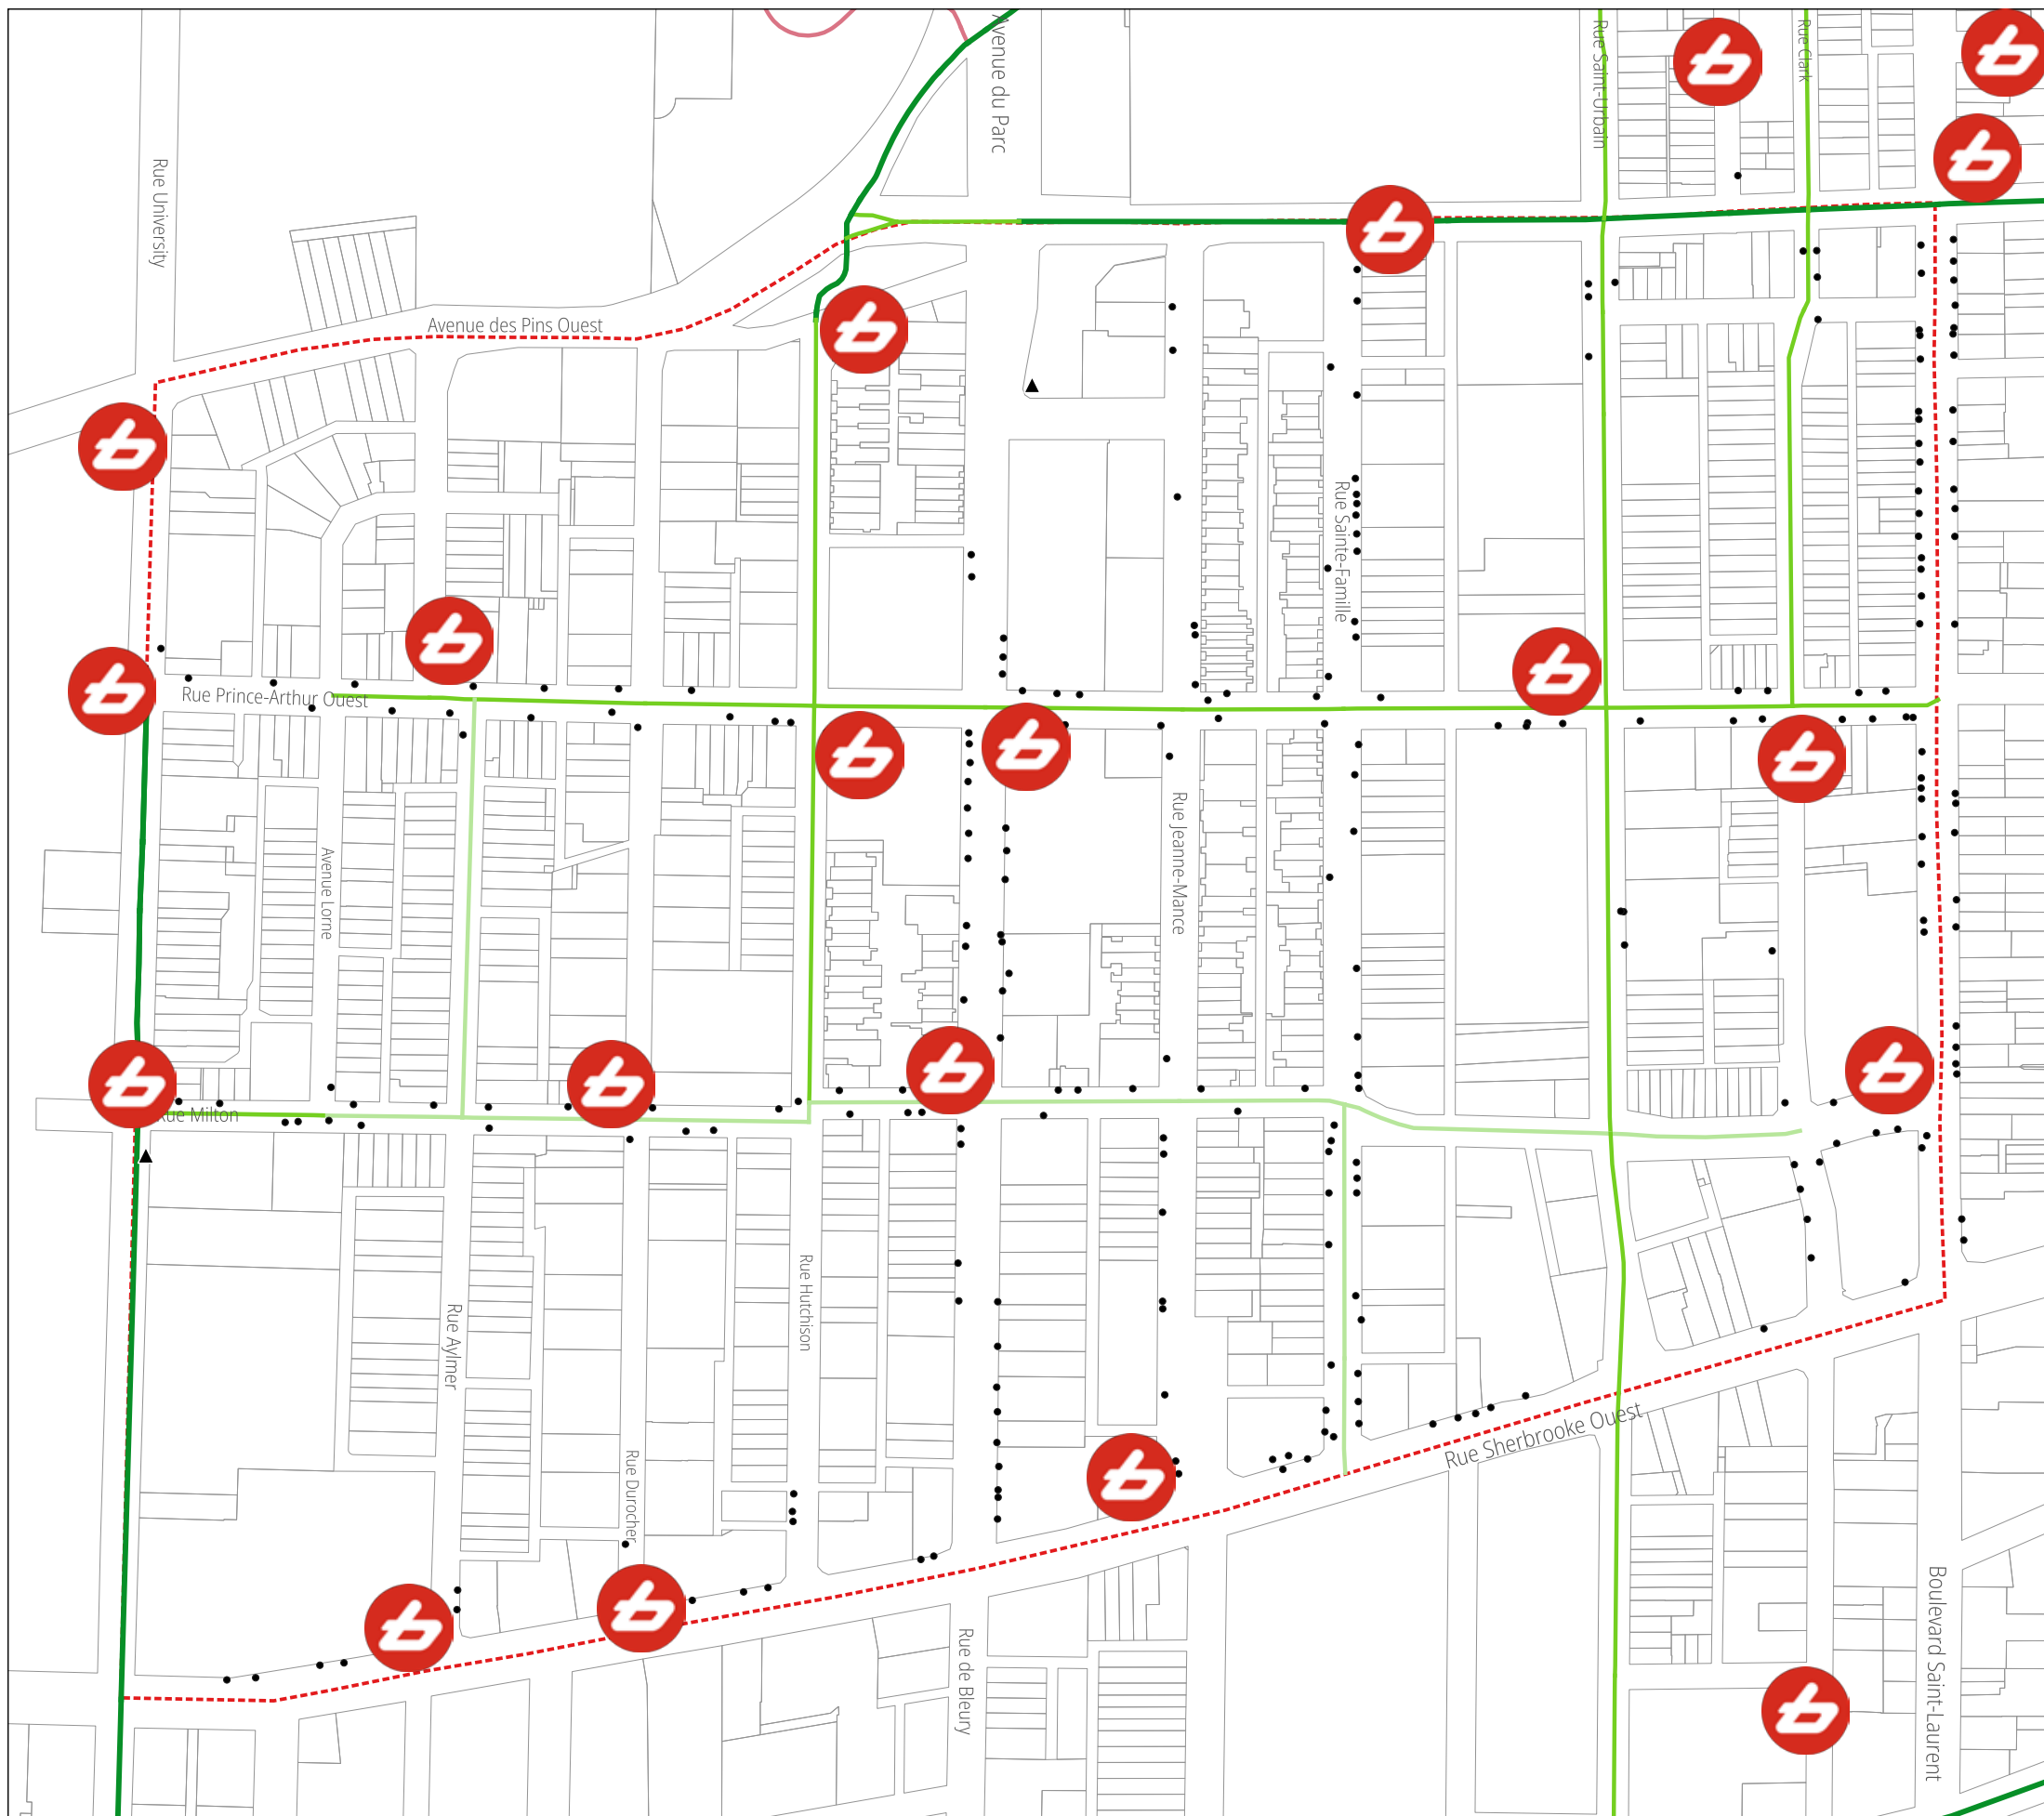 Avenue du Parc
Rue Saint-Urbain
Rue Clark
Rue University
Avenue des Pins Ouest
Rue Sainte-Famille
Rue Prince-Arthur Ouest
Rue Jeanne-Mance
Avenue Lorne
Rue Milton
Rue Hutchison
Rue Aylmer
Rue Sherbrooke Ouest
Rue Durocher
Boulevard Saint-Laurent
Rue de Bleury